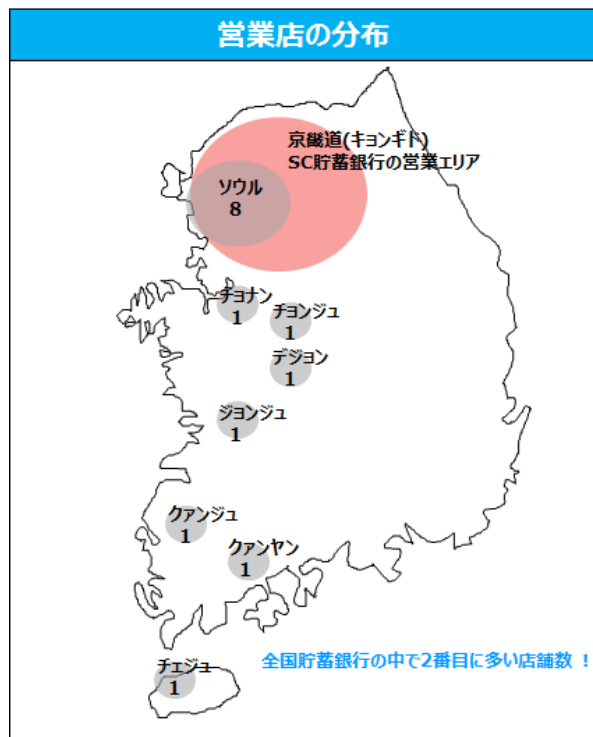 営業店の分布
京畿道(キョンギド)
SC貯蓄銀行の営業エリア
ソウル
8
チョナン
1
チョンジュ
1
デジョン
1
ジョンジュ
1
クァンジュ
1
クァンヤン
1
チェジュ
1
全国貯蓄銀行の中で2番目に多い店舗数 !